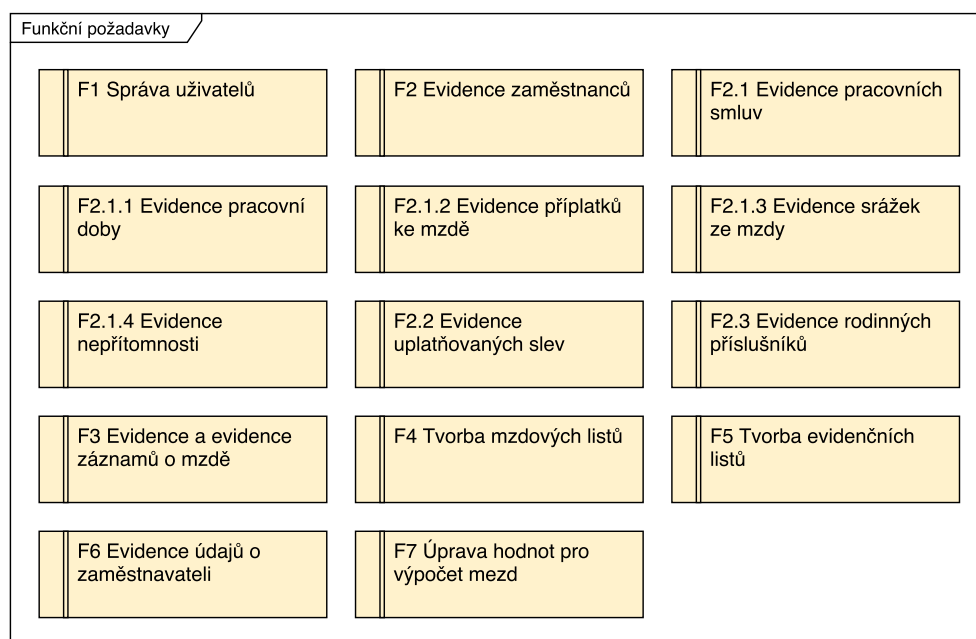 Funkční požadavky
F1 Správa uživatelů
F2 Evidence zaměstnanců
F2.1 Evidence pracovních
smluv
F2.1.1 Evidence pracovní
doby
F2.1.2 Evidence příplatků
ke mzdě
F2.1.3 Evidence srážek
ze mzdy
F2.1.4 Evidence
nepřítomnosti
F2.2 Evidence
uplatňovaných slev
F2.3 Evidence rodinných
příslušníků
F3 Evidence a evidence
záznamů o mzdě
F4 Tvorba mzdových listů
F5 Tvorba evidenčních
listů
F6 Evidence údajů o
zaměstnavateli
F7 Úprava hodnot pro
výpočet mezd